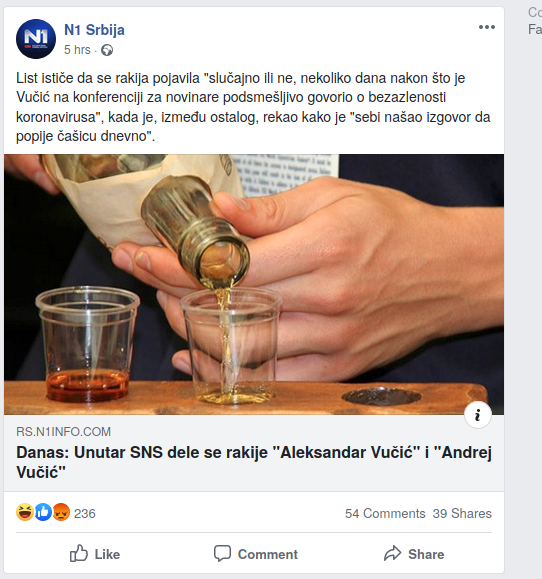 N1 Srbija
5 hrs ·
List ističe da se rakija pojavila "slučajno ili ne, nekoliko dana nakon što je
Vučić na konferenciji za novinare podsmešljivo govorio o bezazlenosti
koronavirusa", kada je, između ostalog, rekao kako je "sebi našao izgovor da
popije čašicu dnevno".
RS.N1INFO.COM
Danas: Unutar SNS dele se rakije "Aleksandar Vučić" i "Andrej
Vučić"
236
54 Comments 39 Shares
Like Comment Share